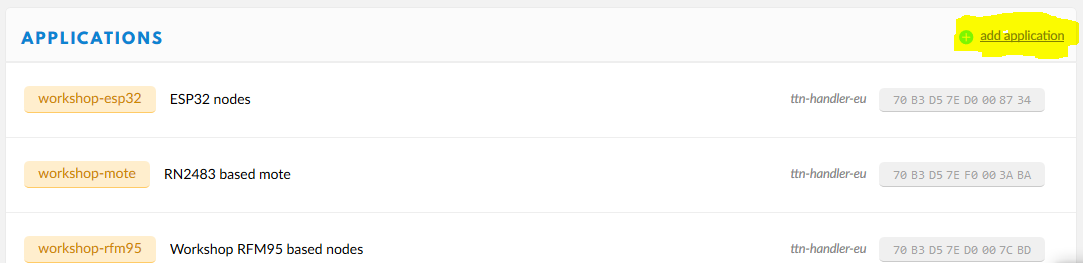 APPLICATIONS
add application
workshop-esp32 ESP32 nodes ttn-handler-eu 70 B3 D5 7E D0 00 87 34
workshop-mote RN2483 based mote ttn-handler-eu 70 B3 D5 7E F0 00 3A BA
workshop-rfm95 Workshop RFM95 based nodes ttn-handler-eu 70 B3 D5 7E D0 00 7C BD